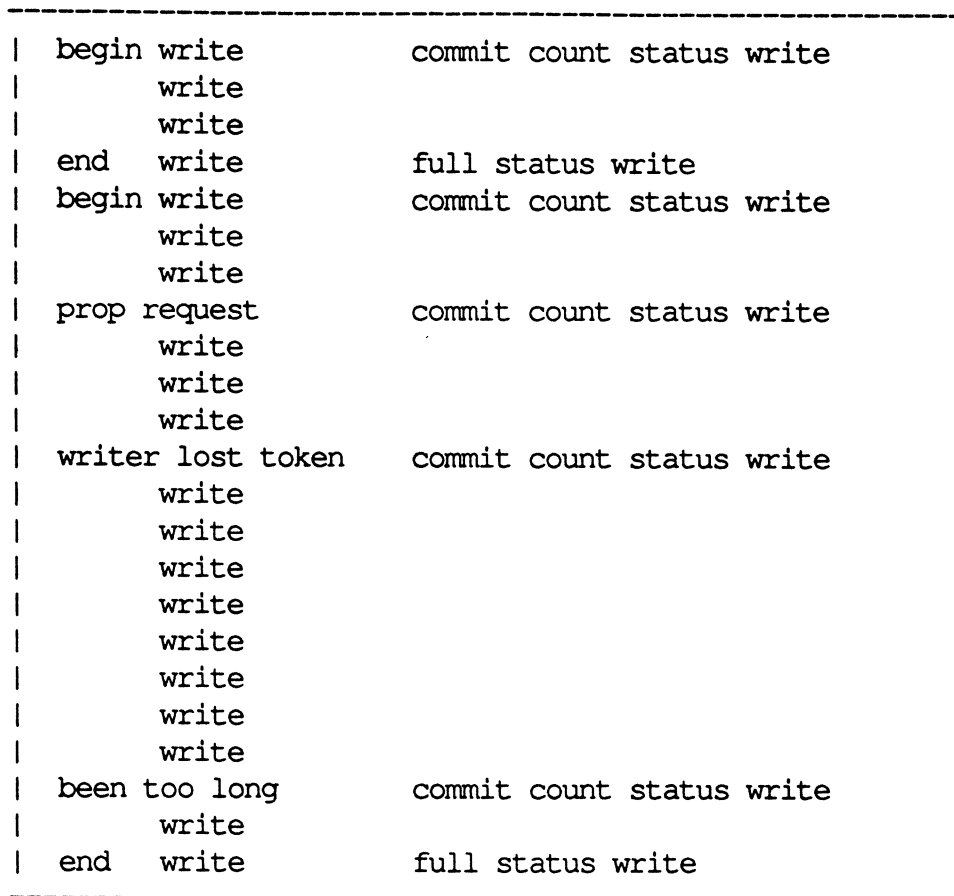 | begin write commit count status write
| write
| write
| end write full status write
| begin write commit count status write
| write
| write
| prop request commit count status write
| write
| write
| write
| writer lost token commit count status write
| write
| write
| write
| write
| write
| write
| write
| write
| been too long commit count status write
| write
| end write full status write